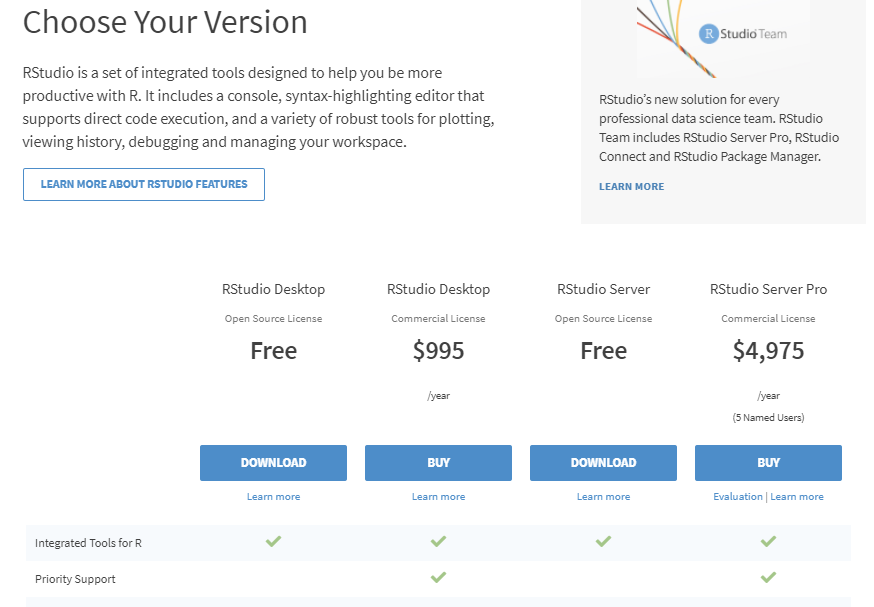 Choose Your Version
RStudio is a set of integrated tools designed to help you be more
productive with R. It includes a console, syntax-highlighting editor that
supports direct code execution, and a variety of robust tools for plotting,
viewing history, debugging and managing your workspace.
LEARN MORE ABOUT RSTUDIO FEATURES
R Studio Team
RStudio's new solution for every
professional data science team. RStudio
Team includes RStudio Server Pro, RStudio
Connect and RStudio Package Manager.
LEARN MORE
RStudio Desktop RStudio Desktop RStudio Server RStudio Server Pro
Open Source License Commercial License Open Source License Commercial License
Free $995 Free $4,975
/year /year
(5 Named Users)
DOWNLOAD BUY DOWNLOAD BUY
Learn more Learn more Learn more Evaluation | Learn more
Integrated Tools for R
Priority Support